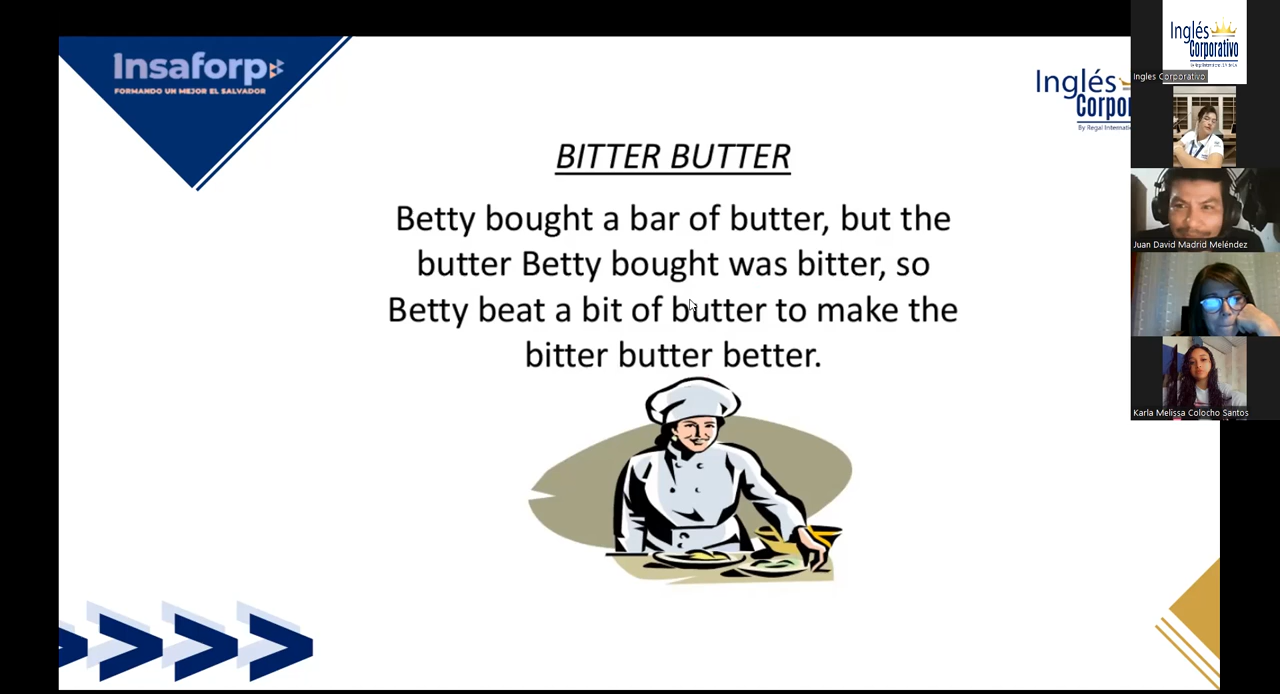 Insaforp
FORMANDO UN MEJOR EL SALVADOR
Inglés
Corpor
By Regal Internati
BITTER BUTTER
Betty bought a bar of butter, but the
butter Betty bought was bitter, so
Betty beat a bit of butter to make the
bitter butter better.
Inglés
Corporativo
Ingles Corporativo
Juan David Madrid Meléndez
Karla Melissa Colocho Santos